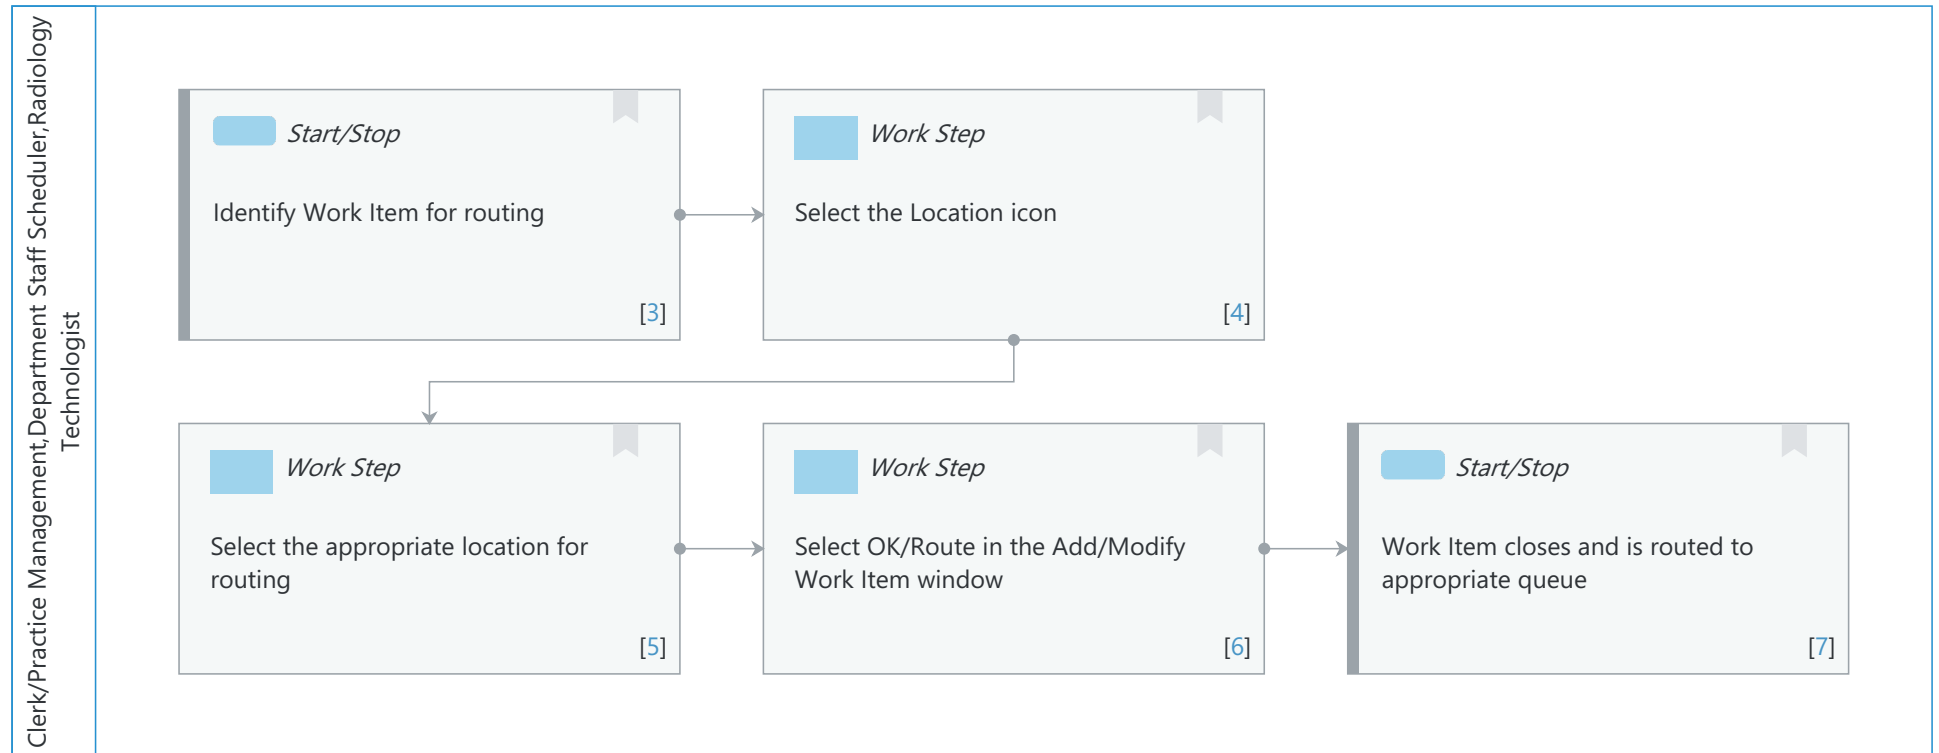 Clerk/Practice Management,Department Staff Scheduler,Radiology
Technologist
Start/Stop
Identify Work Item for routing
[3]
Work Step
Select the Location icon
[4]
Work Step
Select the appropriate location for
routing
[5]
Work Step
Select OK/Route in the Add/Modify
Work Item window
[6]
Start/Stop
Work Item closes and is routed to
appropriate queue
[7]